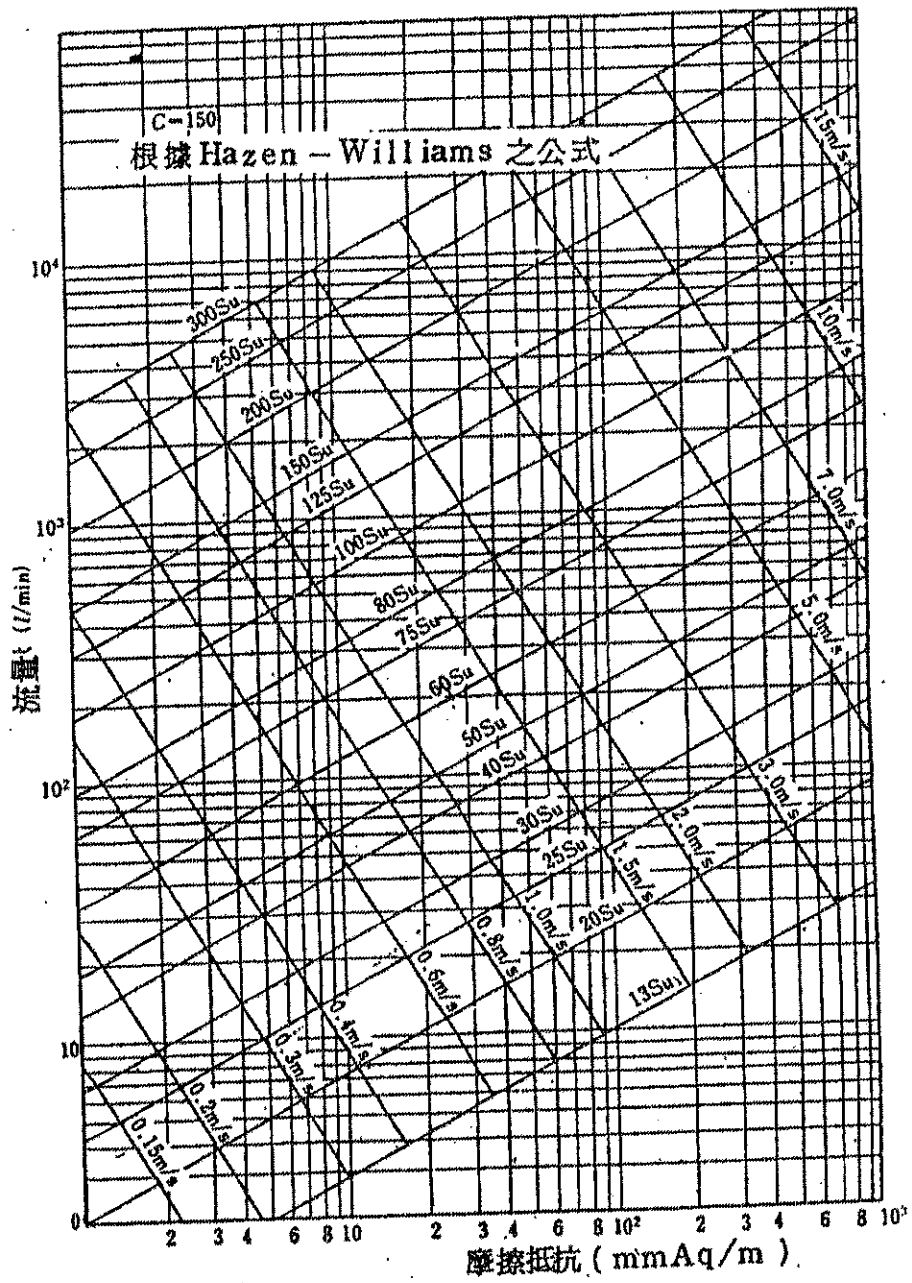 C=150
根據 Hazen – Williams 之公式
10⁴
10³
10²
10
0
流量 (l/min)
300Su
250Su
200Su
150Su
125Su
100Su
80Su
75Su
60Su
50Su
40Su
30Su
25Su
20Su
13Su
15m/s
10m/s
7.0m/s
5.0m/s
3.0m/s
2.0m/s
1.5m/s
1.0m/s
0.8m/s
0.6m/s
0.4m/s
0.3m/s
0.2m/s
0.15m/s
2 3 4 6 8 10 2 3 4 6 8 10² 2 3 4 6 8 10³
摩擦抵抗 ( mmAq/m )